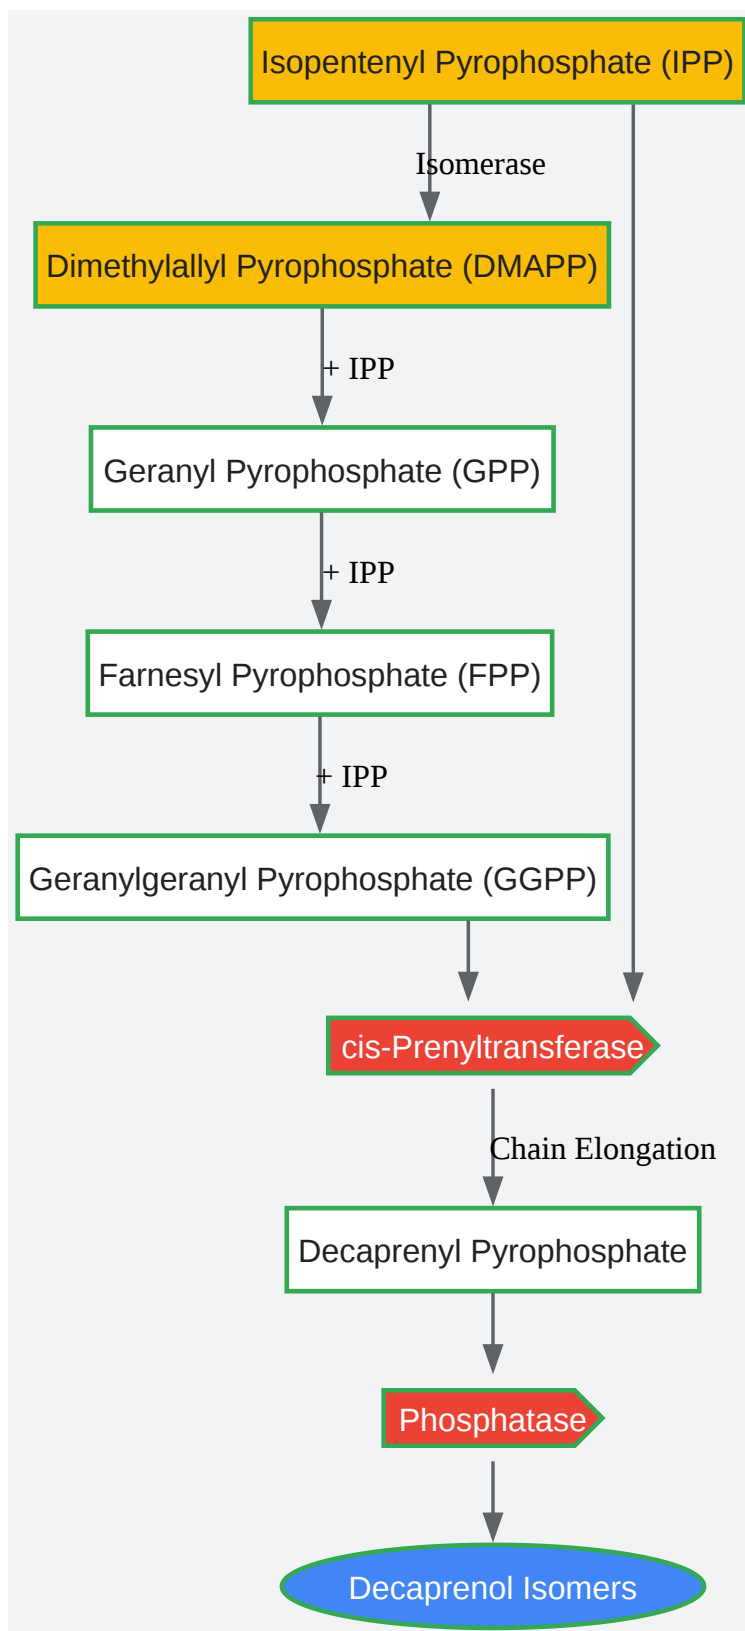 Isopentenyl Pyrophosphate (IPP)
Isomerase
Dimethylallyl Pyrophosphate (DMAPP)
+ IPP
Geranyl Pyrophosphate (GPP)
+ IPP
Farnesyl Pyrophosphate (FPP)
+ IPP
Geranylgeranyl Pyrophosphate (GGPP)
cis-Prenyltransferase
Chain Elongation
Decaprenyl Pyrophosphate
Phosphatase
Decaprenol Isomers